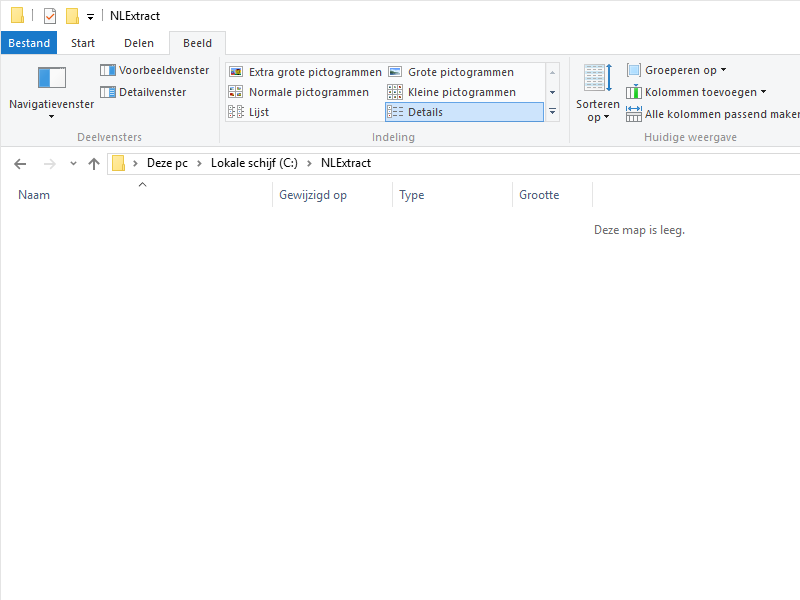 NLExtract
Bestand Start Delen Beeld
Voorbeeldvenster
Detailvenster
Navigatievenster
Deelvensters
Extra grote pictogrammen Grote pictogrammen
Normale pictogrammen Kleine pictogrammen
Lijst Details
Indeling
Sorteren
op
Groeperen op
Kolommen toevoegen
Alle kolommen passend maken
Huidige weergave
Deze pc Lokale schijf (C:) NLExtract
Naam Gewijzigd op Type Grootte
Deze map is leeg.